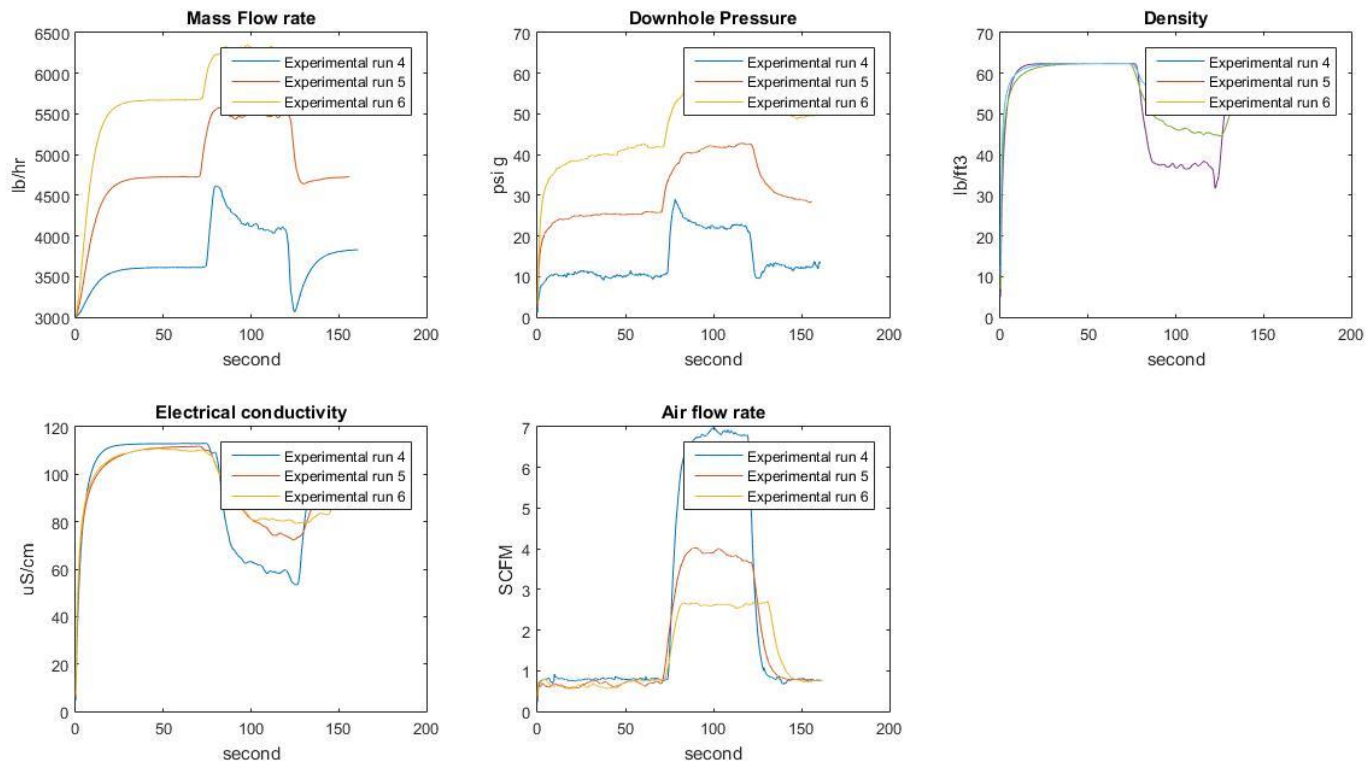 Mass Flow rate
6500
6000
5500
5000
4500
4000
3500
3000
lb/hr
0 50 100 150 200
second
Experimental run 4
Experimental run 5
Experimental run 6
Downhole Pressure
70
60
50
40
30
20
10
0
psi g
0 50 100 150 200
second
Experimental run 4
Experimental run 5
Experimental run 6
Density
70
60
50
40
30
20
10
0
lb/ft3
0 50 100 150 200
second
Experimental run 4
Experimental run 5
Experimental run 6
Electrical conductivity
120
100
80
60
40
20
0
uS/cm
0 50 100 150 200
second
Experimental run 4
Experimental run 5
Experimental run 6
Air flow rate
7
6
5
4
3
2
1
0
SCFM
0 50 100 150 200
second
Experimental run 4
Experimental run 5
Experimental run 6